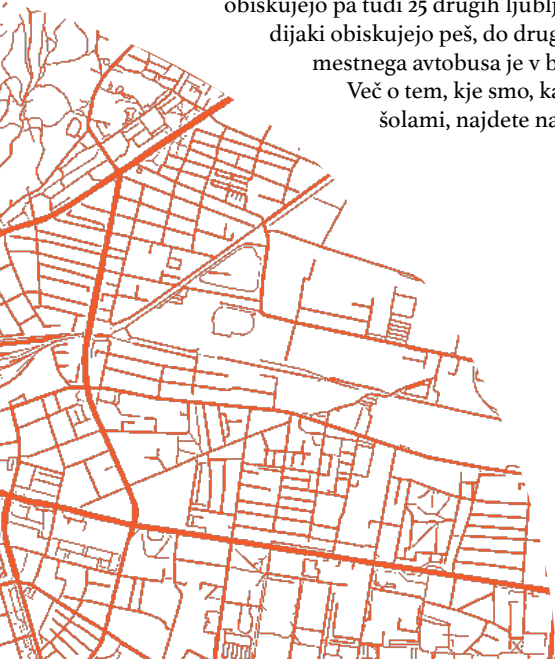 obiskujejo pa tudi 25 drugih ljublj
dijaki obiskujejo peš, do drug
mestnega avtobusa je v b
Več o tem, kje smo, ka
šolami, najdete na